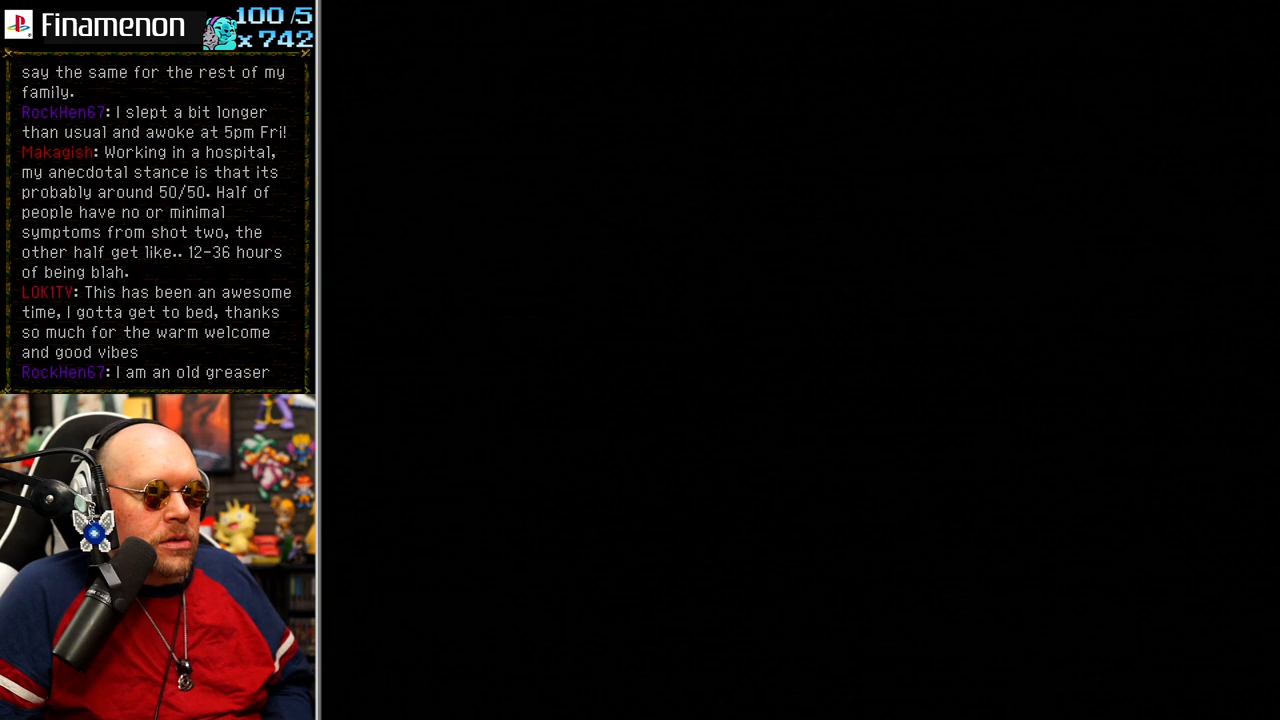 Finamenon
100/5
x742
say the same for the rest of my
family.
RockHen67: I slept a bit longer
than usual and awoke at 5pm Fri!
Makagish: Working in a hospital,
my anecdotal stance is that its
probably around 50/50. Half of
people have no or minimal
symptoms from shot two, the
other half get like.. 12-36 hours
of being blah.
LOK1TV: This has been an awesome
time, I gotta get to bed, thanks
so much for the warm welcome
and good vibes
RockHen67: I am an old greaser